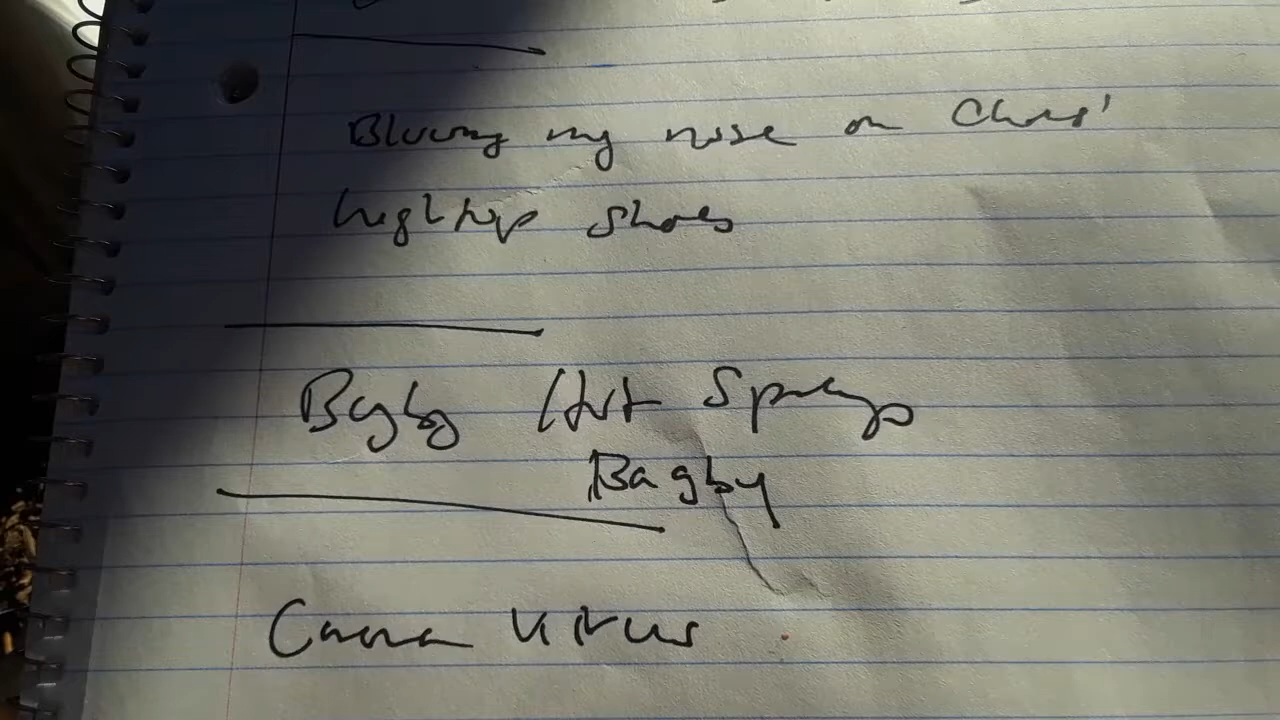 Blowing my nose on Chris'
hightop shoes
Bagby Hot Springs
Bagby
Corona virus